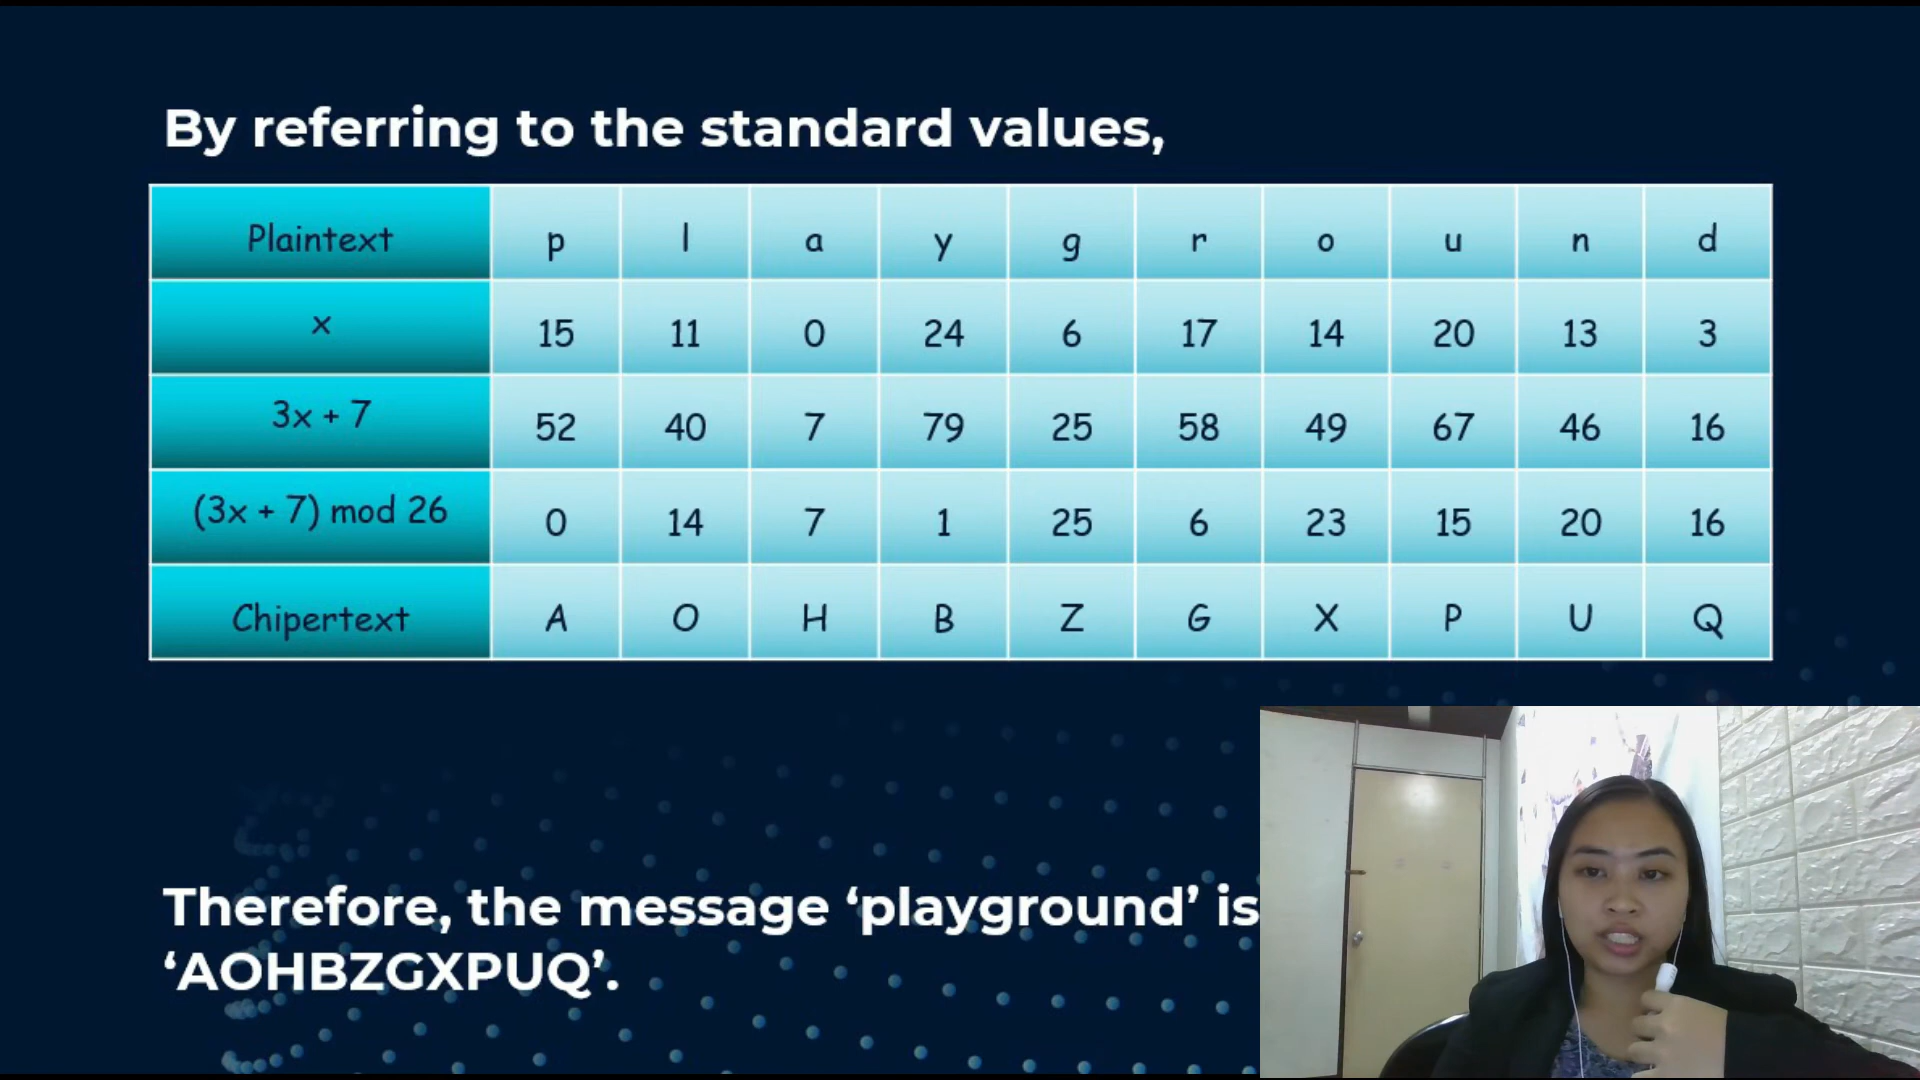 By referring to the standard values,
Plaintext p l a y g r o u n d
x 15 11 0 24 6 17 14 20 13 3
3x + 7 52 40 7 79 25 58 49 67 46 16
(3x + 7) mod 26 0 14 7 1 25 6 23 15 20 16
Chipertext A O H B Z G X P U Q
Therefore, the message ‘playground’ is
‘AOHBZGXPUQ’.